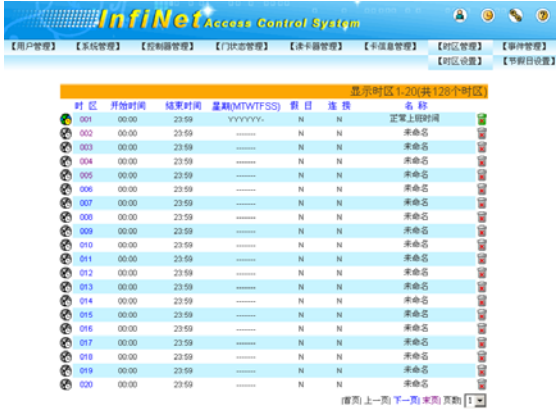 InfiNet Access Control System
【用户管理】 【系统管理】 【控制器管理】 【门状态管理】 【读卡器管理】 【卡信息管理】 【时区管理】 【事件管理】
【时区设置】 【节假日设置】
显示时区1-20(共128个时区)
时 区 开始时间 结束时间 星期(MTWTFSS) 假 日 连 接 名 称
001 00:00 23:59 YYYYYY- N N 正常上班时间
002 00:00 23:59 ------- N N 未命名
003 00:00 23:59 ------- N N 未命名
004 00:00 23:59 ------- N N 未命名
005 00:00 23:59 ------- N N 未命名
006 00:00 23:59 ------- N N 未命名
007 00:00 23:59 ------- N N 未命名
008 00:00 23:59 ------- N N 未命名
009 00:00 23:59 ------- N N 未命名
010 00:00 23:59 ------- N N 未命名
011 00:00 23:59 ------- N N 未命名
012 00:00 23:59 ------- N N 未命名
013 00:00 23:59 ------- N N 未命名
014 00:00 23:59 ------- N N 未命名
015 00:00 23:59 ------- N N 未命名
016 00:00 23:59 ------- N N 未命名
017 00:00 23:59 ------- N N 未命名
018 00:00 23:59 ------- N N 未命名
019 00:00 23:59 ------- N N 未命名
020 00:00 23:59 ------- N N 未命名
|首页| 上一页| 下一页| 末页| 页数| 1